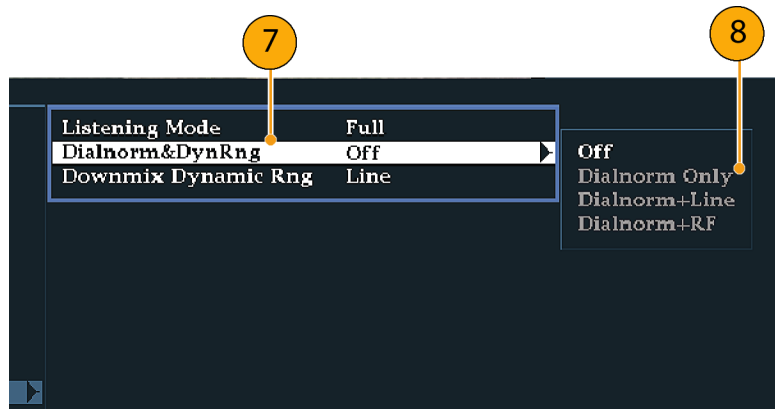 7
8
Listening Mode Full
Dialnorm&DynRng Off
Downmix Dynamic Rng Line
Off
Dialnorm Only
Dialnorm+Line
Dialnorm+RF